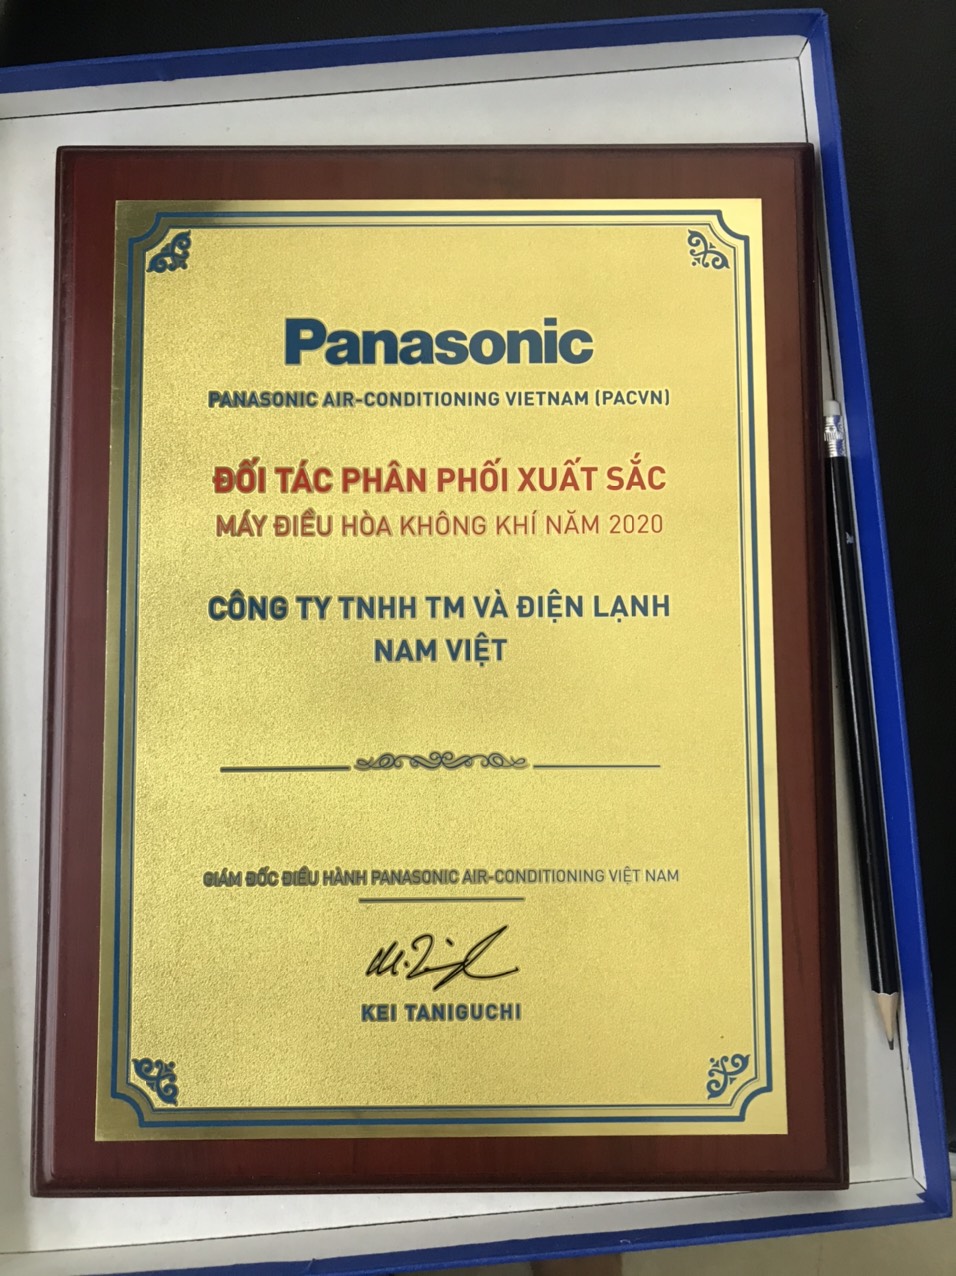 Panasonic
PANASONIC AIR-CONDITIONING VIETNAM (PACVN)
ĐỐI TÁC PHÂN PHỐI XUẤT SẮC
MÁY ĐIỀU HÒA KHÔNG KHÍ NĂM 2020
CÔNG TY TNHH TM VÀ ĐIỆN LẠNH
NAM VIỆT
GIÁM ĐỐC ĐIỀU HÀNH PANASONIC AIR-CONDITIONING VIỆT NAM
KEI TANIGUCHI